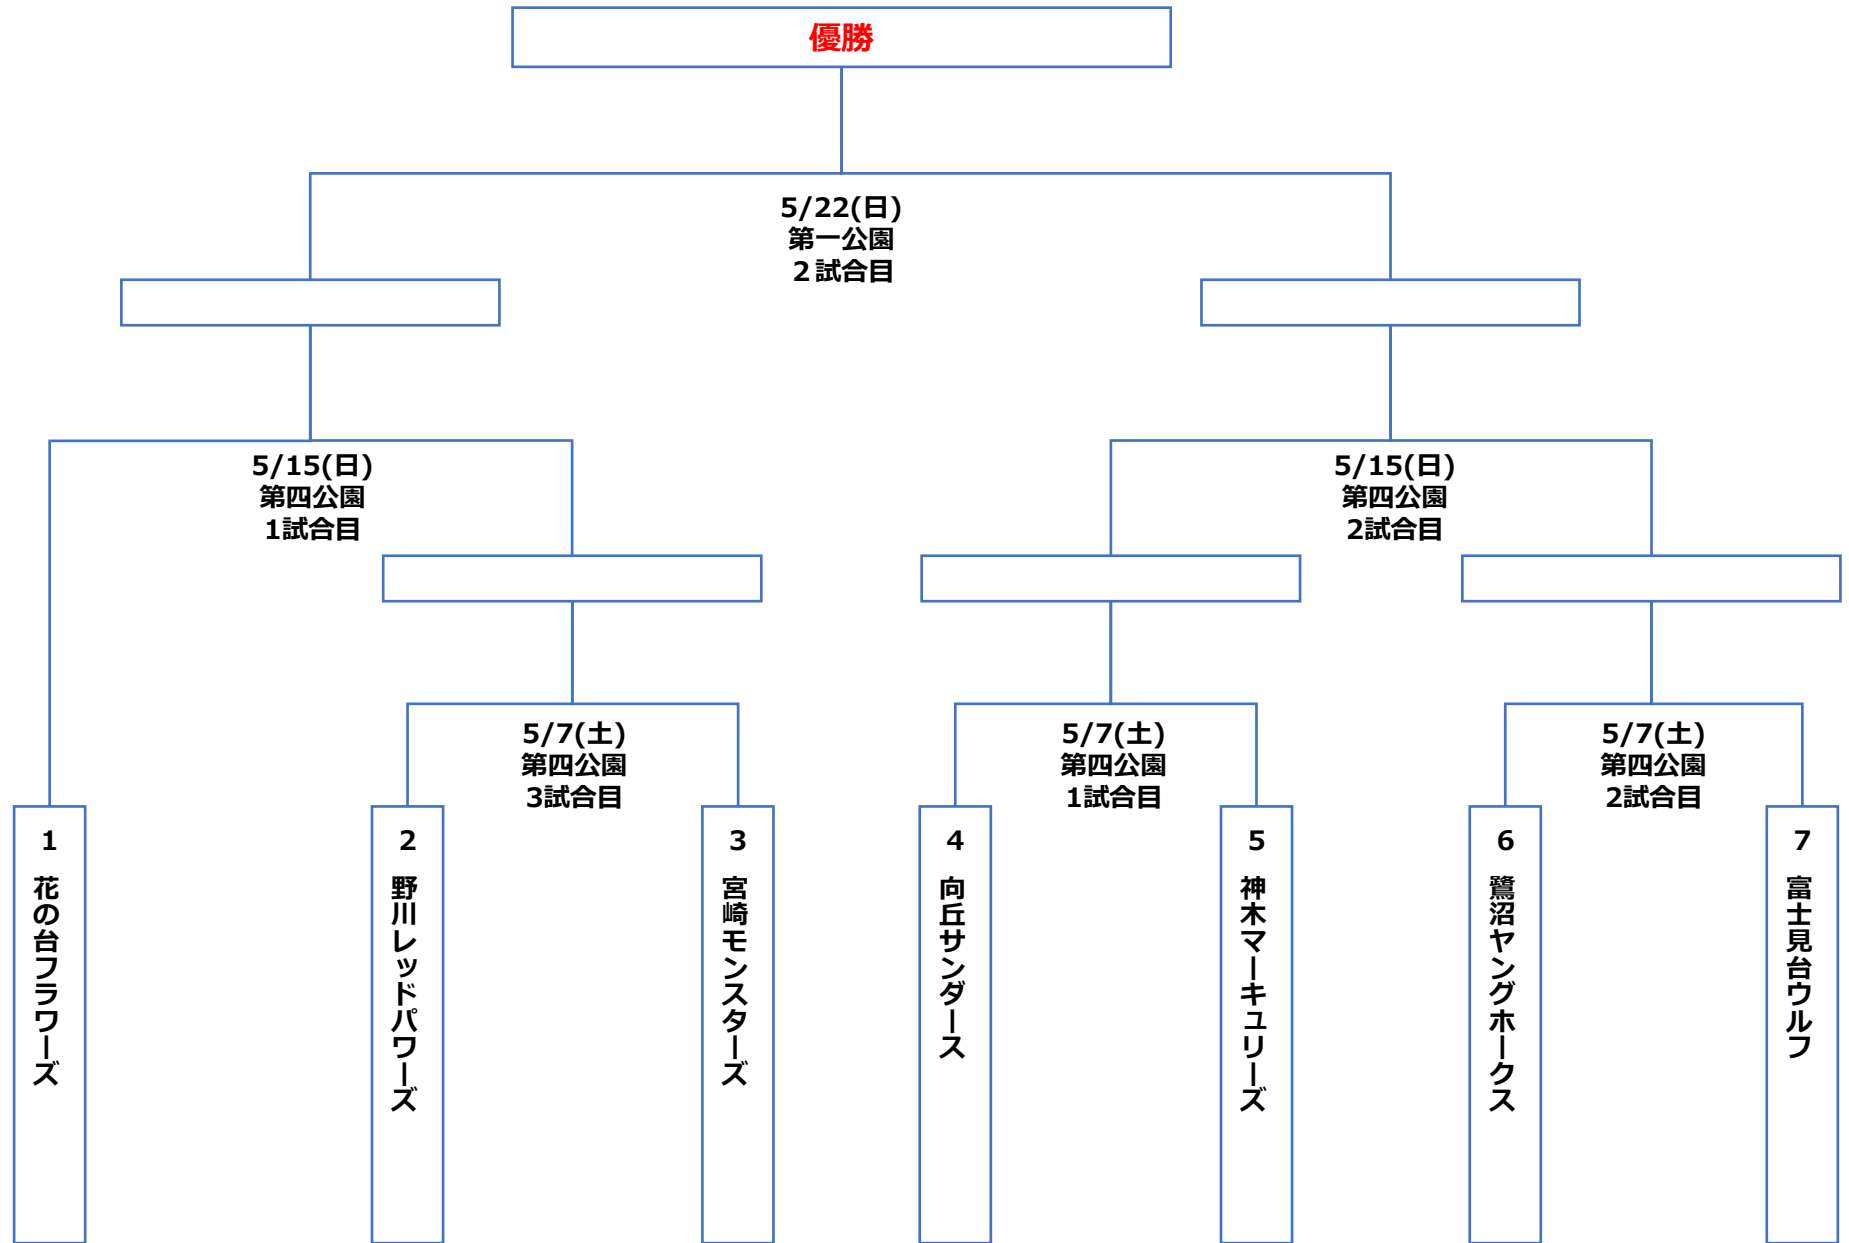 優勝
5/22(日)
第一公園
２試合目
5/15(日)
第四公園
1試合目
5/15(日)
第四公園
2試合目
5/7(土)
第四公園
3試合目
5/7(土)
第四公園
1試合目
5/7(土)
第四公園
2試合目
1 花の台フラワーズ
2 野川レッドパワーズ
3 宮崎モンスターズ
4 向丘サンダース
5 神木マーキュリーズ
6 鷺沼ヤングホークス
7 富士見台ウルフ